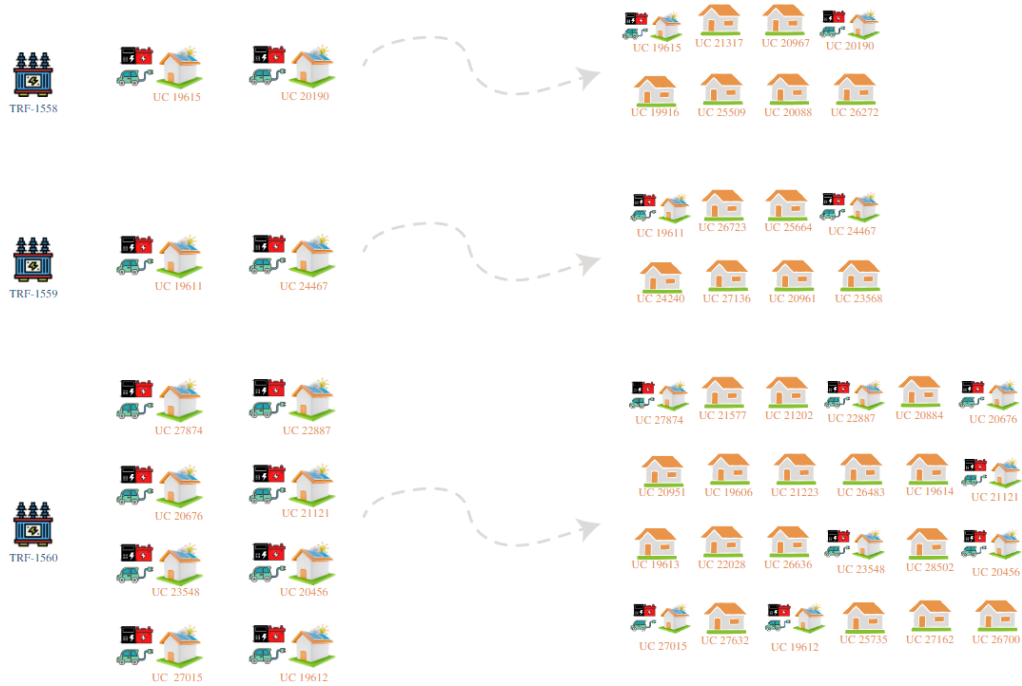 UC 19615 UC 21317 UC 20967 UC 20190
TRF-1558 UC 19615 UC 20190
UC 19916 UC 25509 UC 20088 UC 26272
UC 19611 UC 26723 UC 25664 UC 24467
TRF-1559 UC 19611 UC 24467
UC 24240 UC 27136 UC 20961 UC 23568
UC 27874 UC 22887
UC 27874 UC 21577 UC 21202 UC 22887 UC 20884 UC 20676
UC 20676 UC 21121
UC 20951 UC 19606 UC 21223 UC 26483 UC 19614 UC 21121
TRF-1560
UC 23548 UC 20456
UC 19613 UC 22028 UC 26636 UC 23548 UC 28502 UC 20456
UC 27015 UC 19612
UC 27015 UC 27632 UC 19612 UC 25735 UC 27162 UC 26700